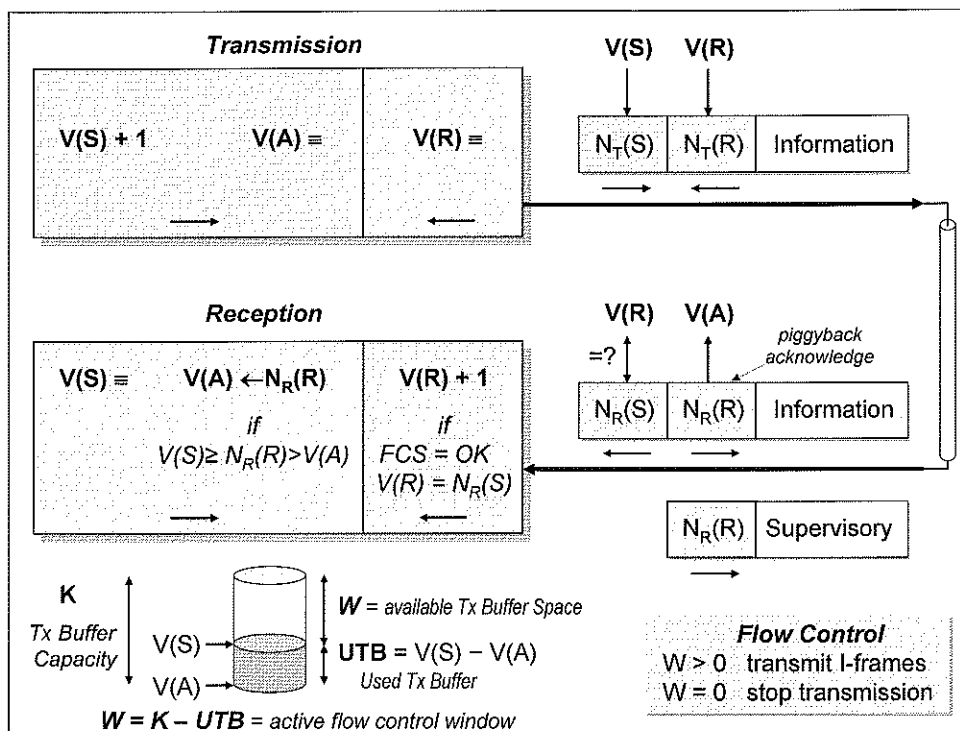 Transmission
V(S) + 1 V(A) ≡ V(R) ≡
V(S) V(R)
N_T(S) N_T(R) Information
Reception
V(S) ≡ V(A) ←N_R(R) V(R) + 1
if if
V(S)≥ N_R(R)>V(A) FCS = OK
V(R) = N_R(S)
V(R) V(A)
=? piggyback
acknowledge
N_R(S) N_R(R) Information
N_R(R) Supervisory
K
Tx Buffer
Capacity
V(S)
V(A)
W = available Tx Buffer Space
UTB = V(S) – V(A)
Used Tx Buffer
W = K – UTB = active flow control window
Flow Control
W > 0 transmit I-frames
W = 0 stop transmission